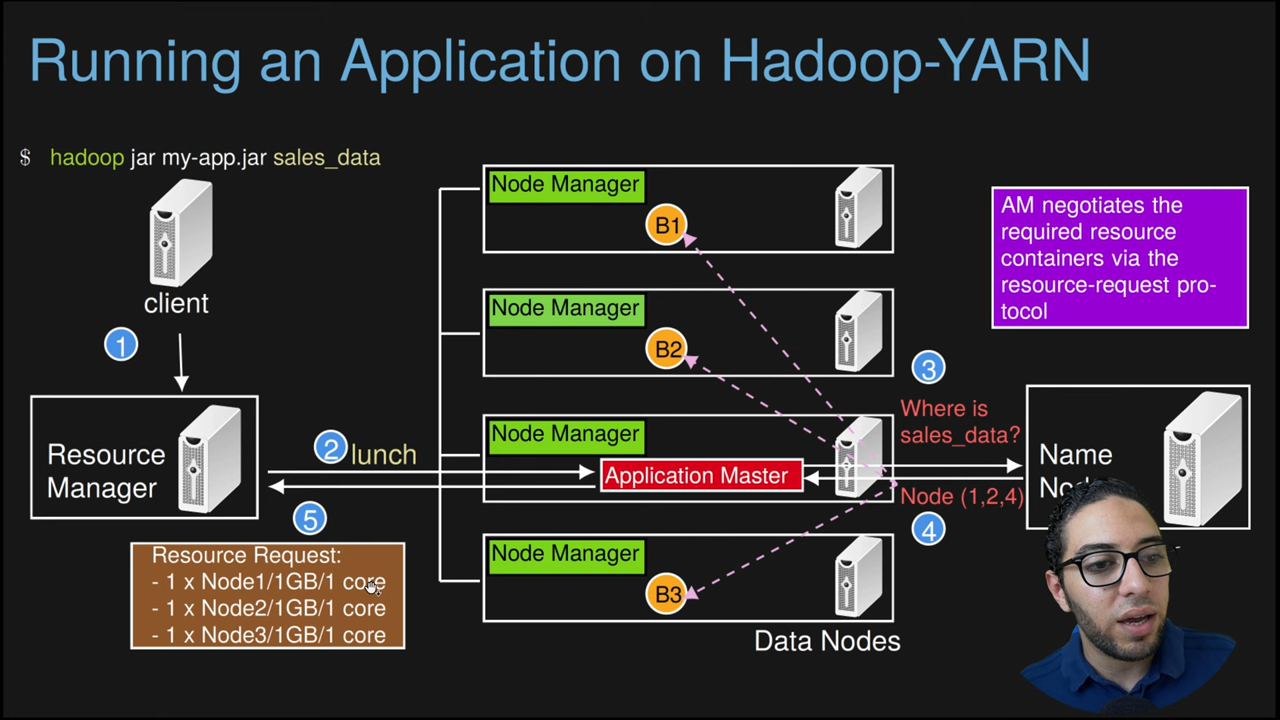 Running an Application on Hadoop-YARN
$ hadoop jar my-app.jar sales_data
client
1
Resource
Manager
2 lunch
5
Resource Request:
- 1 x Node1/1GB/1 core
- 1 x Node2/1GB/1 core
- 1 x Node3/1GB/1 core
Node Manager
B1
Node Manager
B2
Node Manager
Application Master
Node Manager
B3
Data Nodes
3
Where is
sales_data?
Node (1,2,4)
4
Name
AM negotiates the
required resource
containers via the
resource-request pro-
tocol